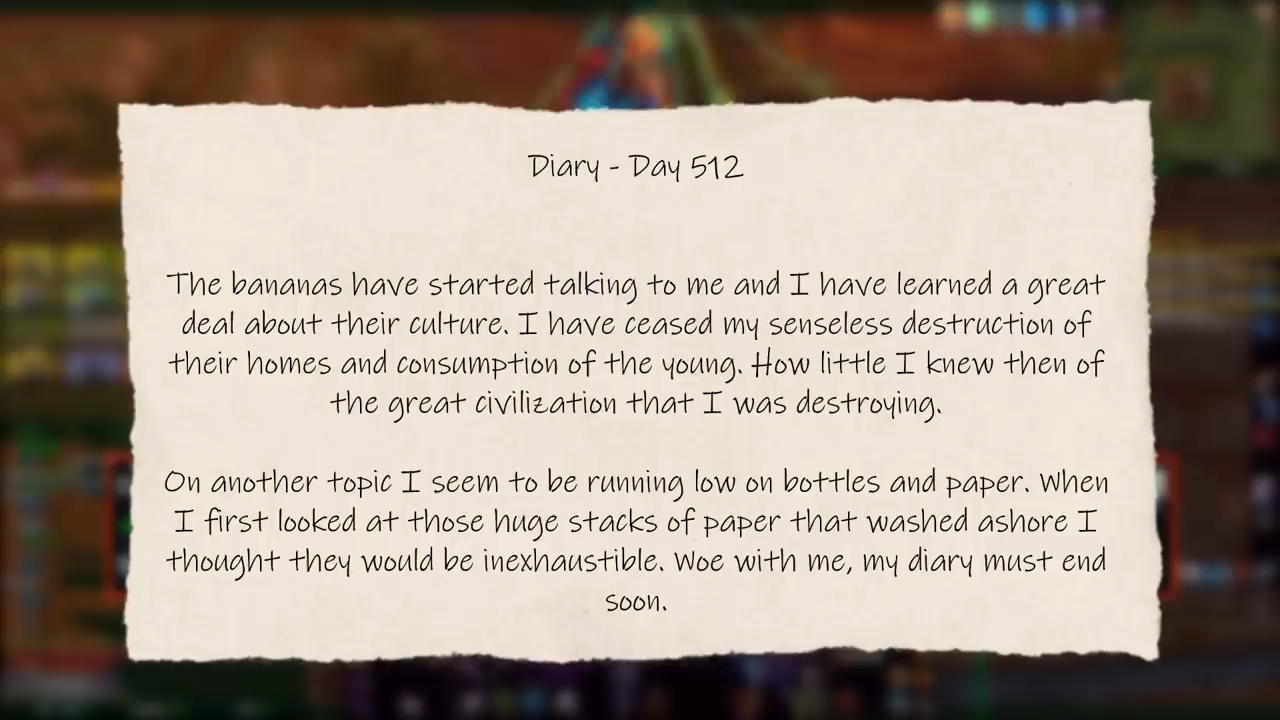 Diary - Day 512
The bananas have started talking to me and I have learned a great
deal about their culture. I have ceased my senseless destruction of
their homes and consumption of the young. How little I knew then of
the great civilization that I was destroying.
On another topic I seem to be running low on bottles and paper. When
I first looked at those huge stacks of paper that washed ashore I
thought they would be inexhaustible. Woe with me, my diary must end
soon.